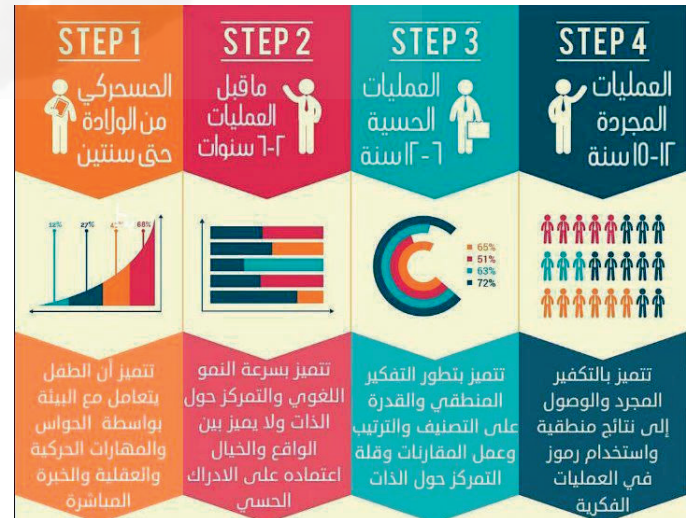 STEP 1
الحسحركي
من الولادة
حتى سنتين
32%
27%
68%
تتميز أن الطفل
يتعامل مع البيئة
بواسطة الحواس
والمهارات الحركية
والعقلية والخبرة
المباشرة
STEP 2
ماقبل
العمليات
٢-٦ سنوات
تتميز بسرعة النمو
اللغوي والتمركز حول
الذات ولا يميز بين
الواقع والخيال
اعتماده على الادراك
الحسي
STEP 3
العمليات
الحسية
٦-١٢ سنة
65%
51%
63%
72%
تتميز بتطور التفكير
المنطقي والقدرة
على التصنيف والترتيب
وعمل المقارنات وقلة
التمركز حول الذات
STEP 4
العمليات
المجردة
١٢-١٥ سنة
تتميز بالتكفير
المجرد والوصول
إلى نتائج منطقية
واستخدام رموز
في العمليات
الفكرية